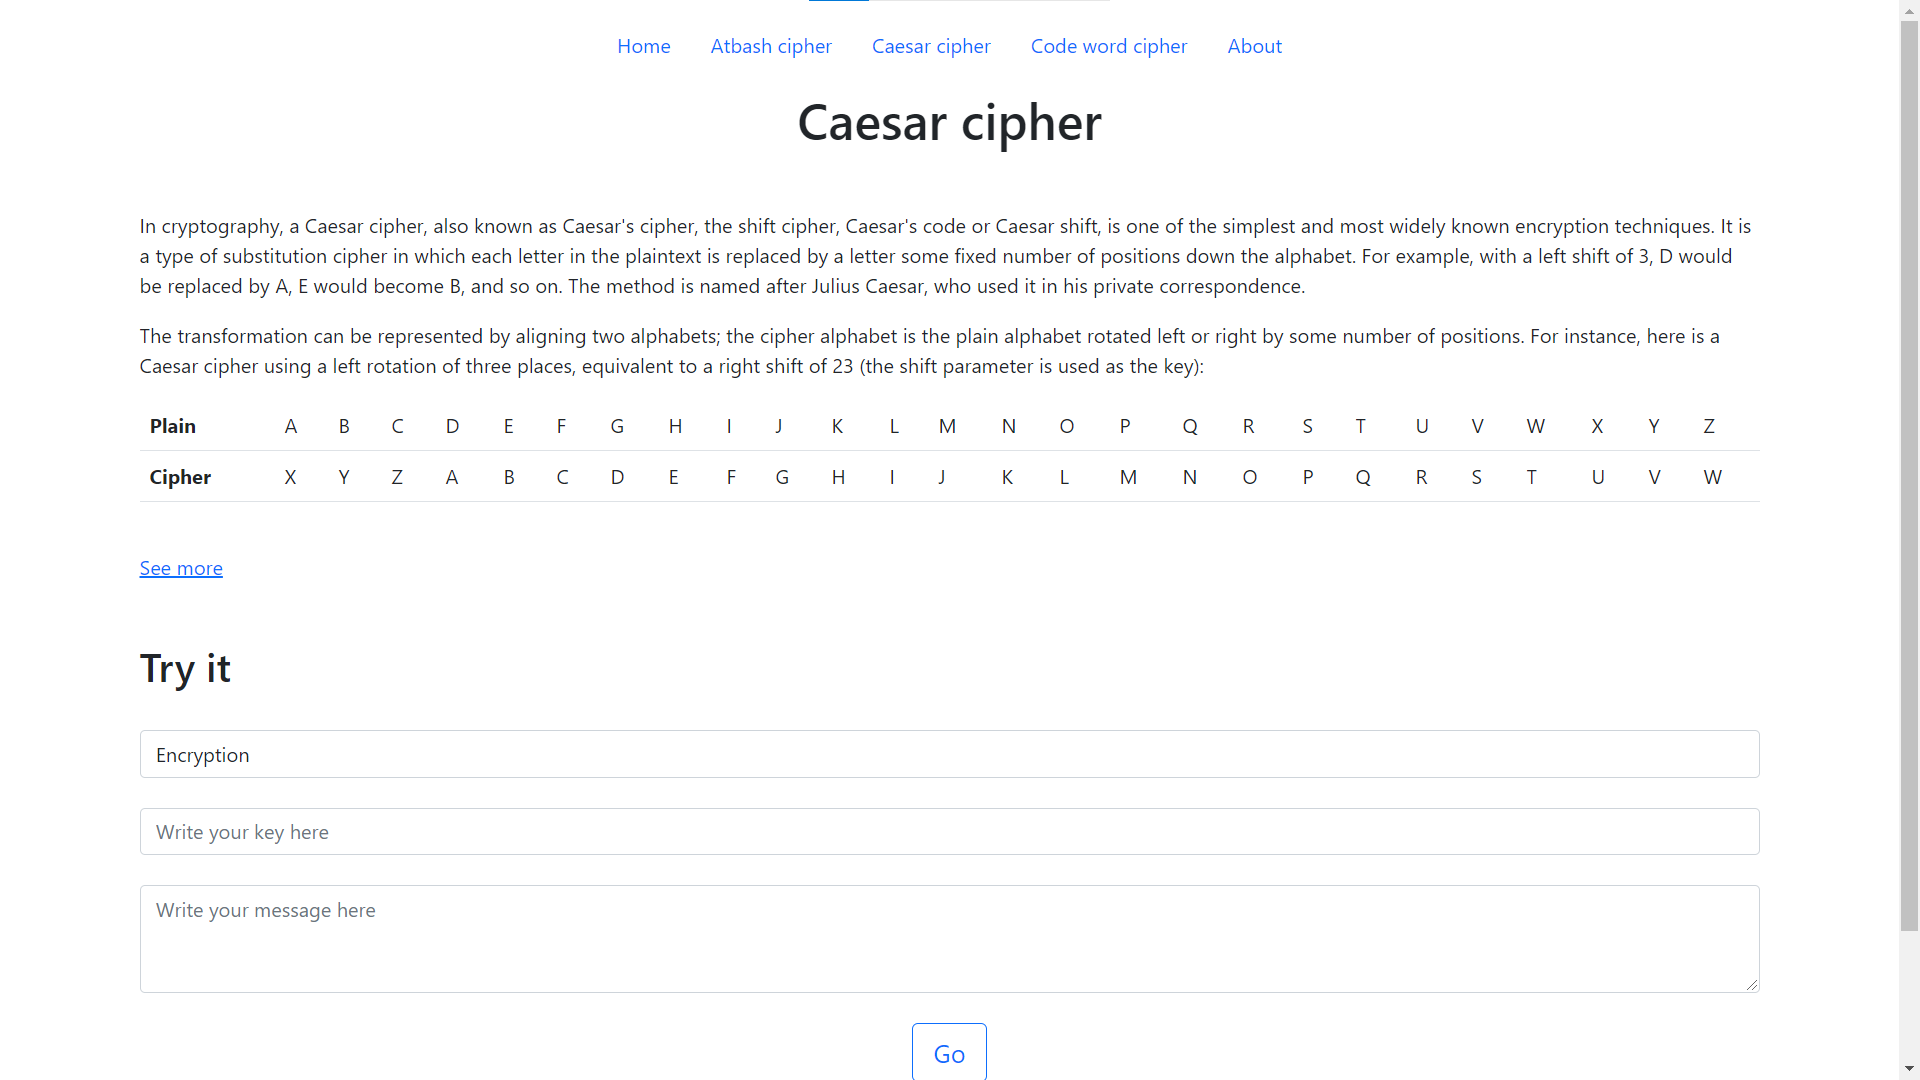 Home Atbash cipher Caesar cipher Code word cipher About
Caesar cipher
In cryptography, a Caesar cipher, also known as Caesar's cipher, the shift cipher, Caesar's code or Caesar shift, is one of the simplest and most widely known encryption techniques. It is
a type of substitution cipher in which each letter in the plaintext is replaced by a letter some fixed number of positions down the alphabet. For example, with a left shift of 3, D would
be replaced by A, E would become B, and so on. The method is named after Julius Caesar, who used it in his private correspondence.
The transformation can be represented by aligning two alphabets; the cipher alphabet is the plain alphabet rotated left or right by some number of positions. For instance, here is a
Caesar cipher using a left rotation of three places, equivalent to a right shift of 23 (the shift parameter is used as the key):
Plain A B C D E F G H I J K L M N O P Q R S T U V W X Y Z
Cipher X Y Z A B C D E F G H I J K L M N O P Q R S T U V W
See more
Try it
Encryption
Write your key here
Write your message here
Go